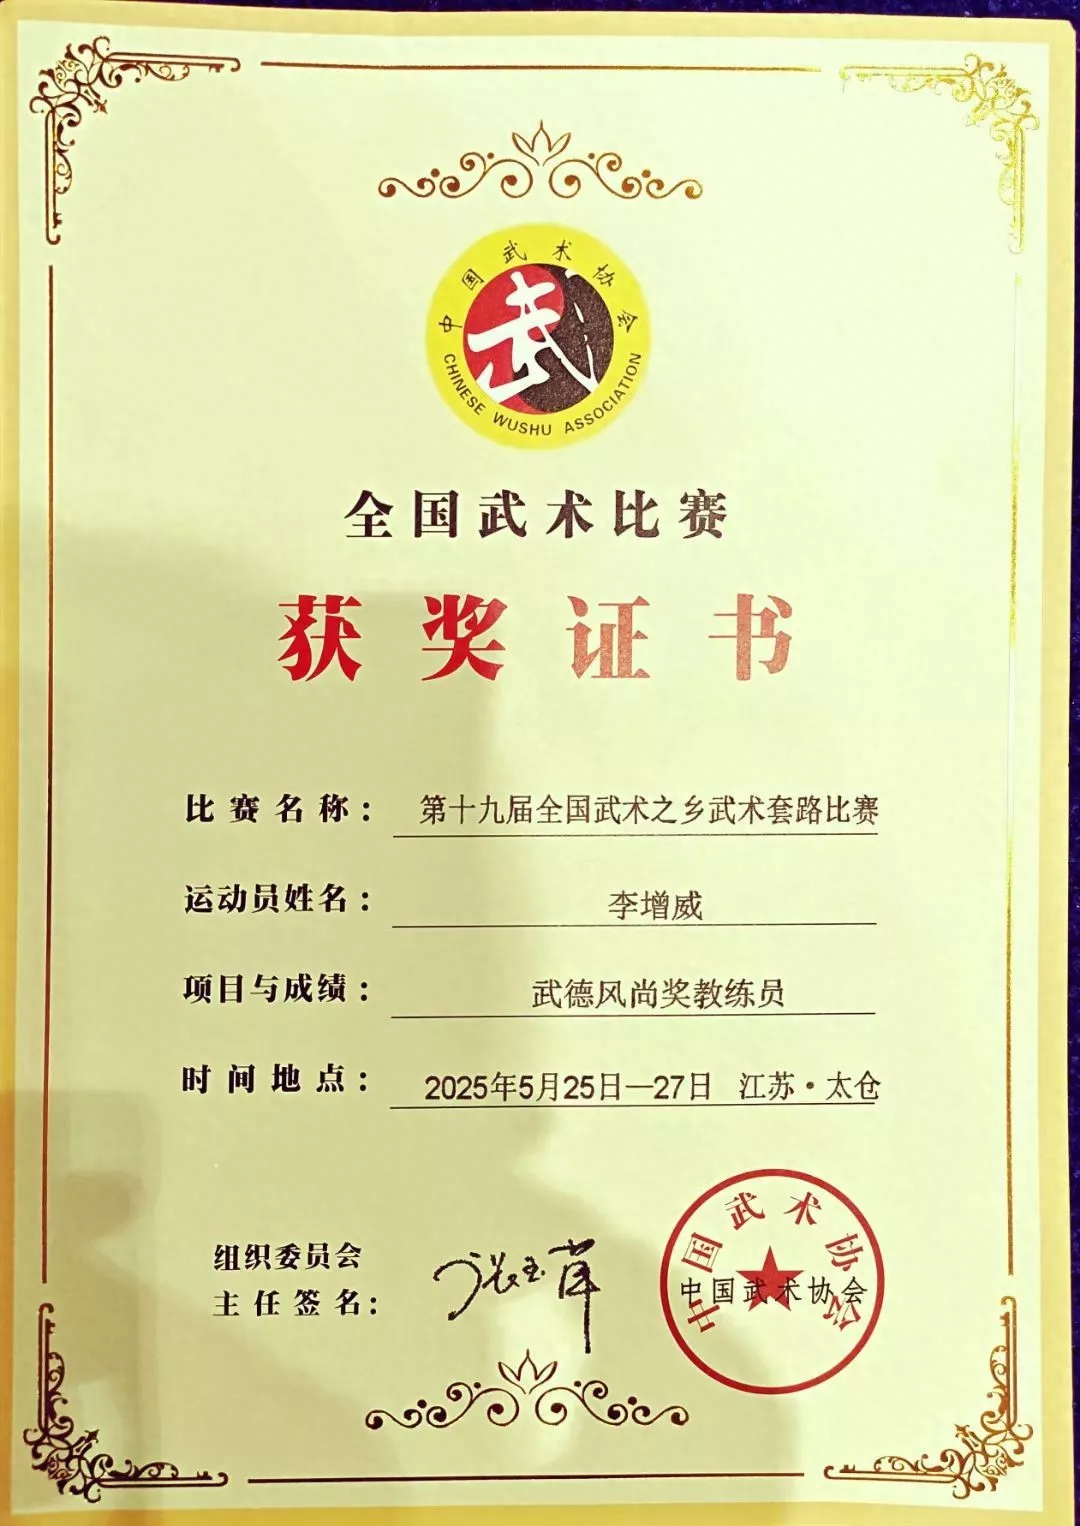 中国武术协会
武
CHINESE WUSHU ASSOCIATION
全国武术比赛
获奖证书
比赛名称：第十九届全国武术之乡武术套路比赛
运动员姓名：李增威
项目与成绩：武德风尚奖教练员
时间地点：2025年5月25日—27日 江苏·太仓
组织委员会
主任签名：
中国武术协会
中国武术协会